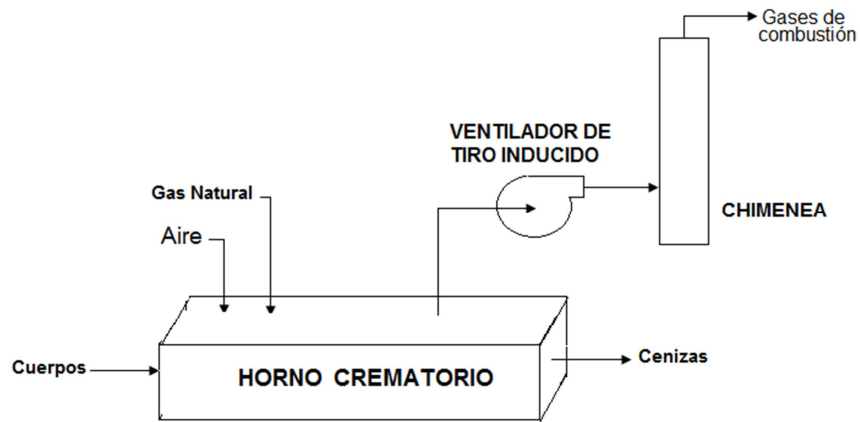 Gases de
combustión
VENTILADOR DE
TIRO INDUCIDO
Gas Natural
CHIMENEA
Aire
Cuerpos
HORNO CREMATORIO
Cenizas